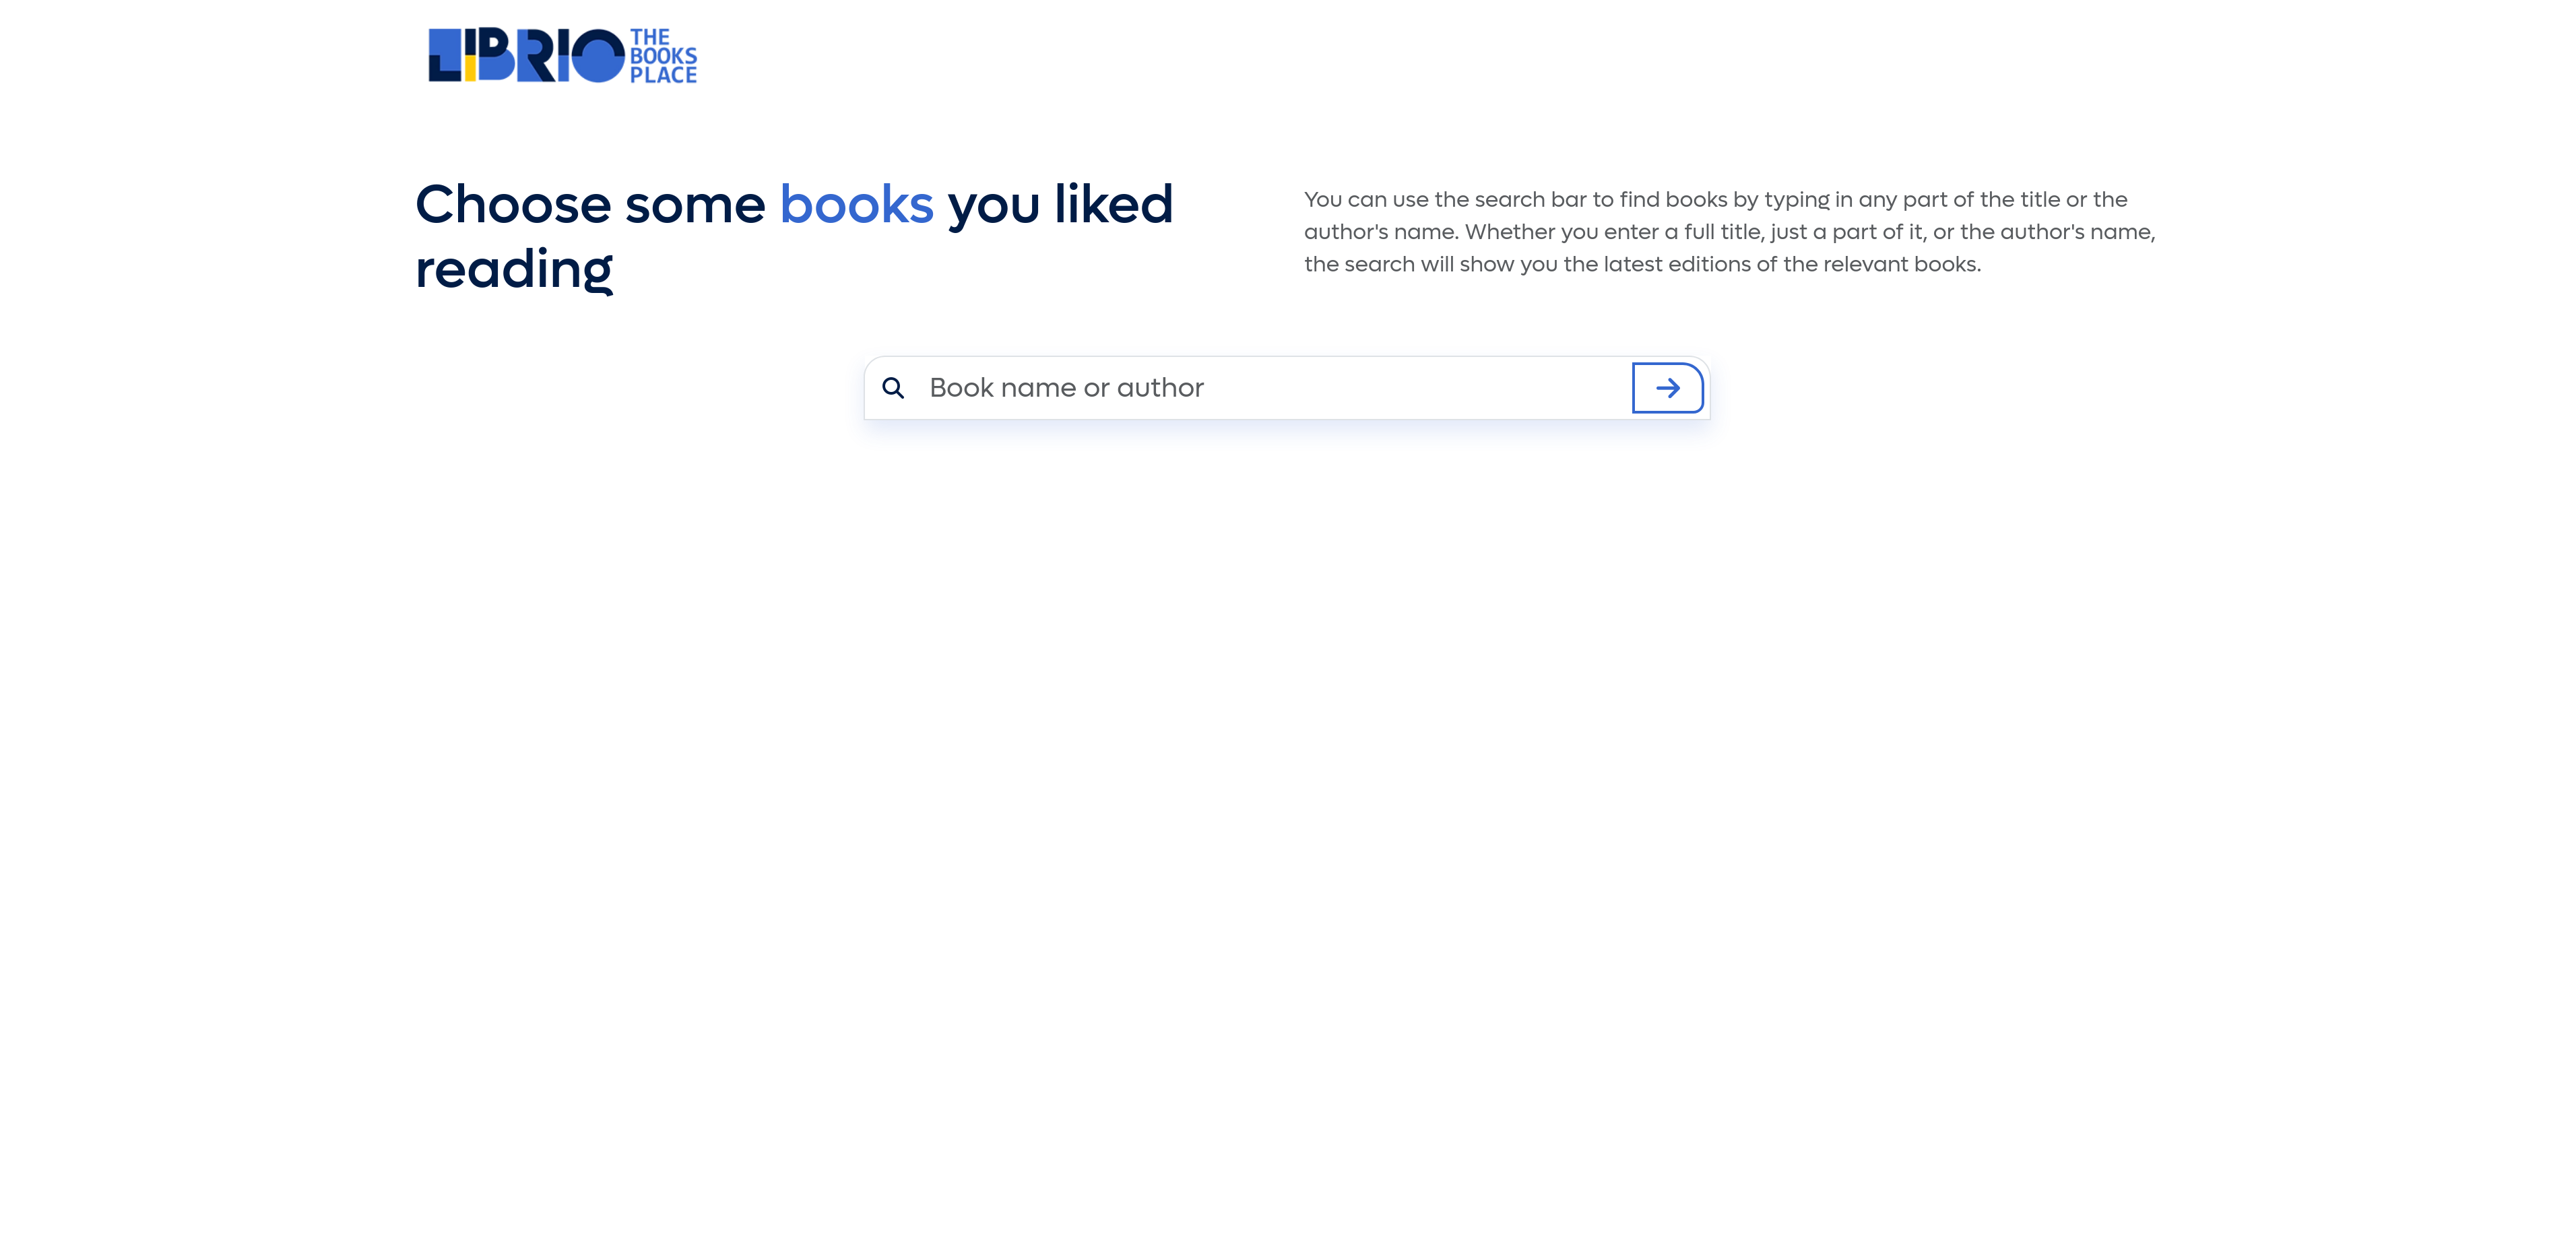 LIBRIO
THE
BOOKS
PLACE
Choose some books you liked
reading
You can use the search bar to find books by typing in any part of the title or the
author's name. Whether you enter a full title, just a part of it, or the author's name,
the search will show you the latest editions of the relevant books.
Book name or author